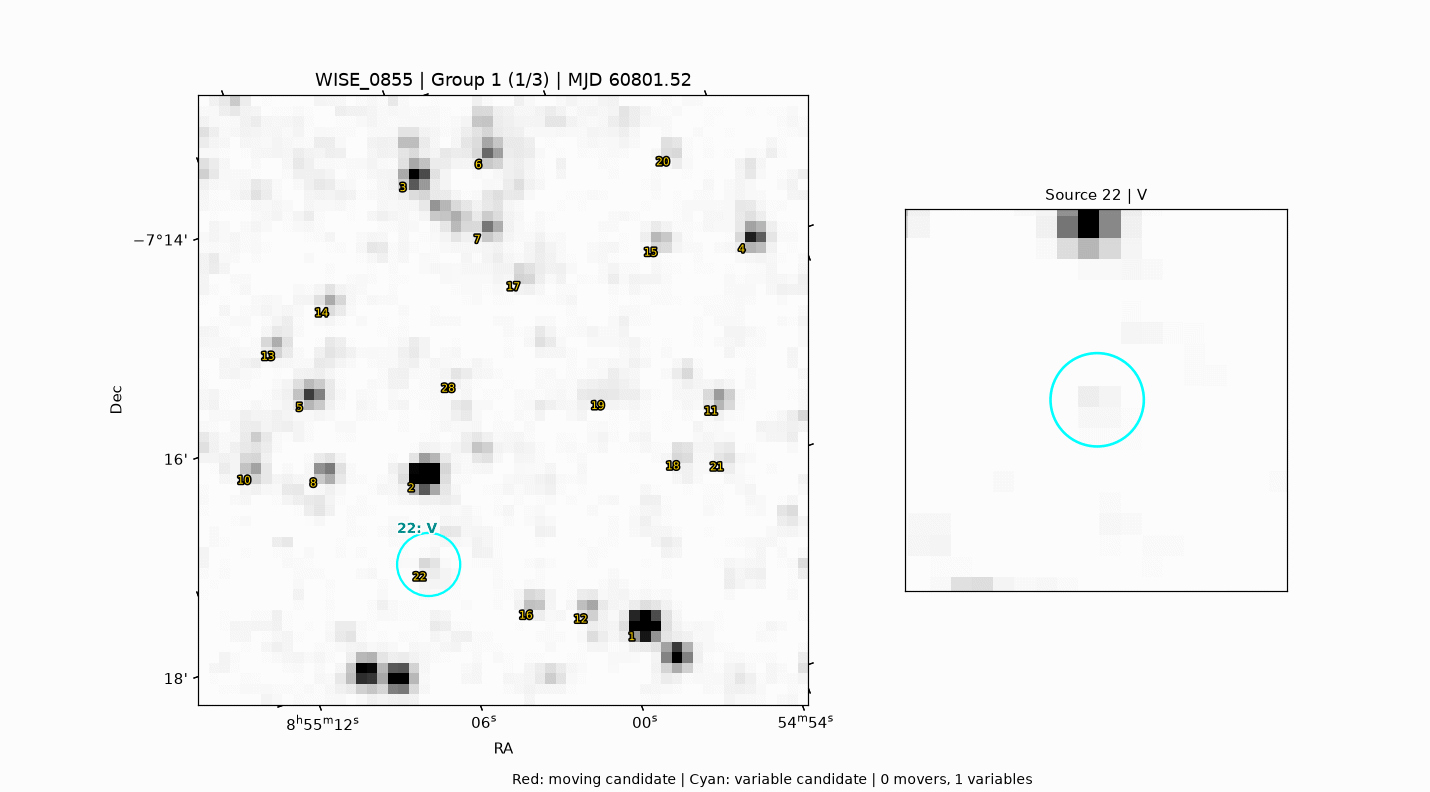 WISE_0855 | Group 1 (1/3) | MJD 60801.52
Source 22 | V
6
20
3
7
15
4
−7°14'
17
14
13
28
5
19
11
16'
10
8
2
18
21
22: V
22
16
12
1
18'
8h55m12s
06s
00s
54m54s
Dec
RA
Red: moving candidate | Cyan: variable candidate | 0 movers, 1 variables